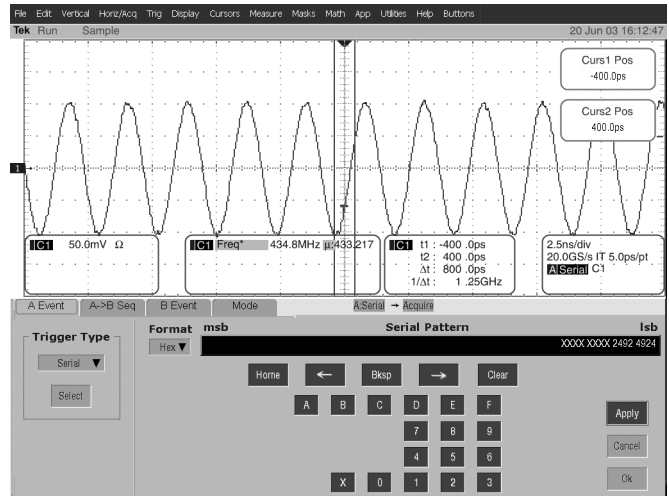 File Edit Vertical Horiz/Acq Trig Display Cursors Measure Masks Math App Utilities Help Buttons
Tek Run Sample 20 Jun 03 16:12:47
Curs1 Pos
-400.0ps
Curs2 Pos
400.0ps
1
C1 50.0mV Ω
C1 Freq* 434.8MHz µ:433.217
C1 t1 : -400 .0ps
t2 : 400 .0ps
Δt : 800 .0ps
1/Δt : 1 .25GHz
2.5ns/div
20.0GS/s IT 5.0ps/pt
A Serial C1
A Event A->B Seq B Event Mode A:Serial → Acquire
Trigger Type
Serial ▼
Select
Format msb Serial Pattern lsb
Hex ▼ XXXX XXXX 2492 4924
Home ← Bksp → Clear
A B C D E F
7 8 9
4 5 6
X 0 1 2 3
Apply
Cancel
Ok